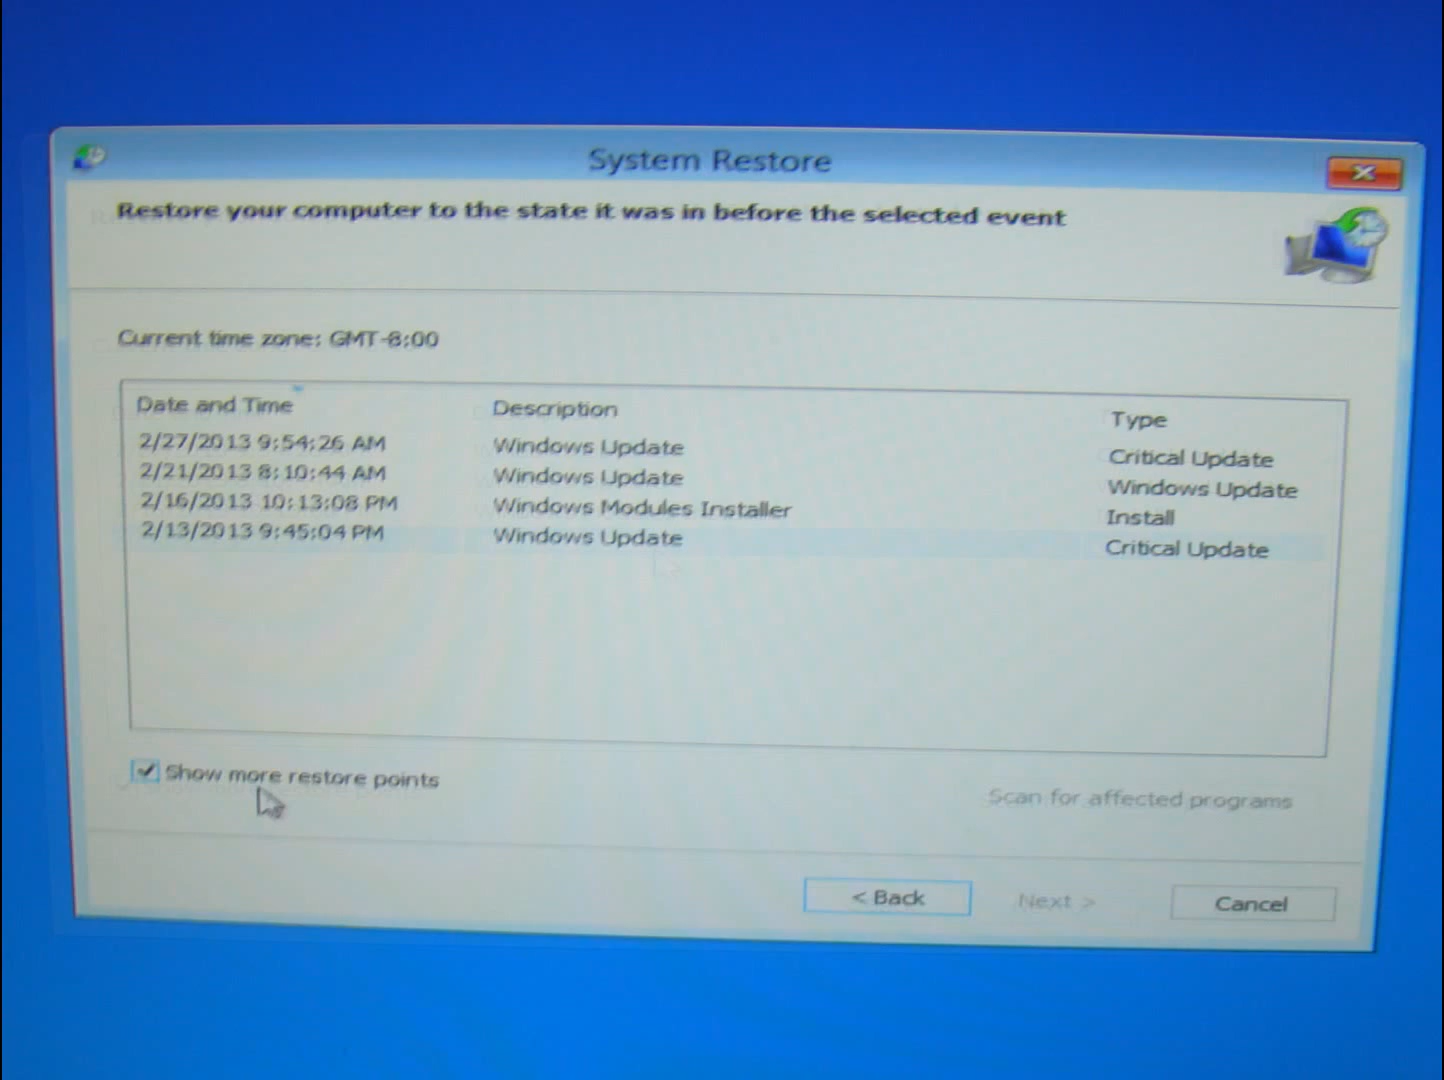 System Restore
Restore your computer to the state it was in before the selected event
Current time zone: GMT-8:00
Date and Time Description Type
2/27/2013 9:54:26 AM Windows Update Critical Update
2/21/2013 8:10:44 AM Windows Update Windows Update
2/16/2013 10:13:08 PM Windows Modules Installer Install
2/13/2013 9:45:04 PM Windows Update Critical Update
Show more restore points
Scan for affected programs
< Back Next > Cancel